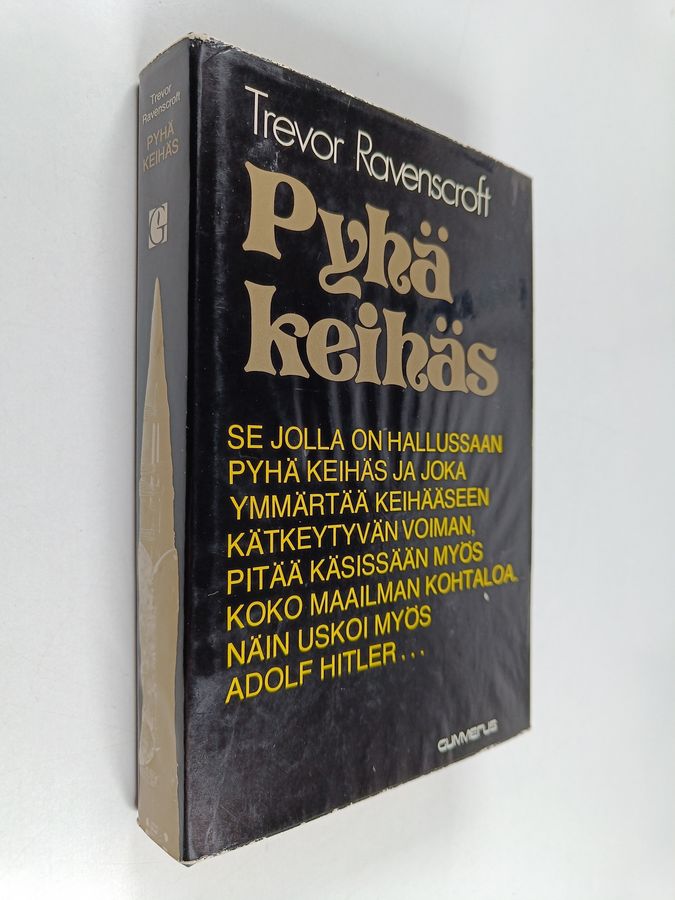 Trevor
Ravenscroft
PYHÄ
KEIHÄS
G
Trevor Ravenscroft
Pyhä
keihäs
SE JOLLA ON HALLUSSAAN
PYHÄ KEIHÄS JA JOKA
YMMÄRTÄÄ KEIHÄÄSEEN
KÄTKEYTYVÄN VOIMAN,
PITÄÄ KÄSISSÄÄN MYÖS
KOKO MAAILMAN KOHTALOA.
NÄIN USKOI MYÖS
ADOLF HITLER...
GUMMERUS